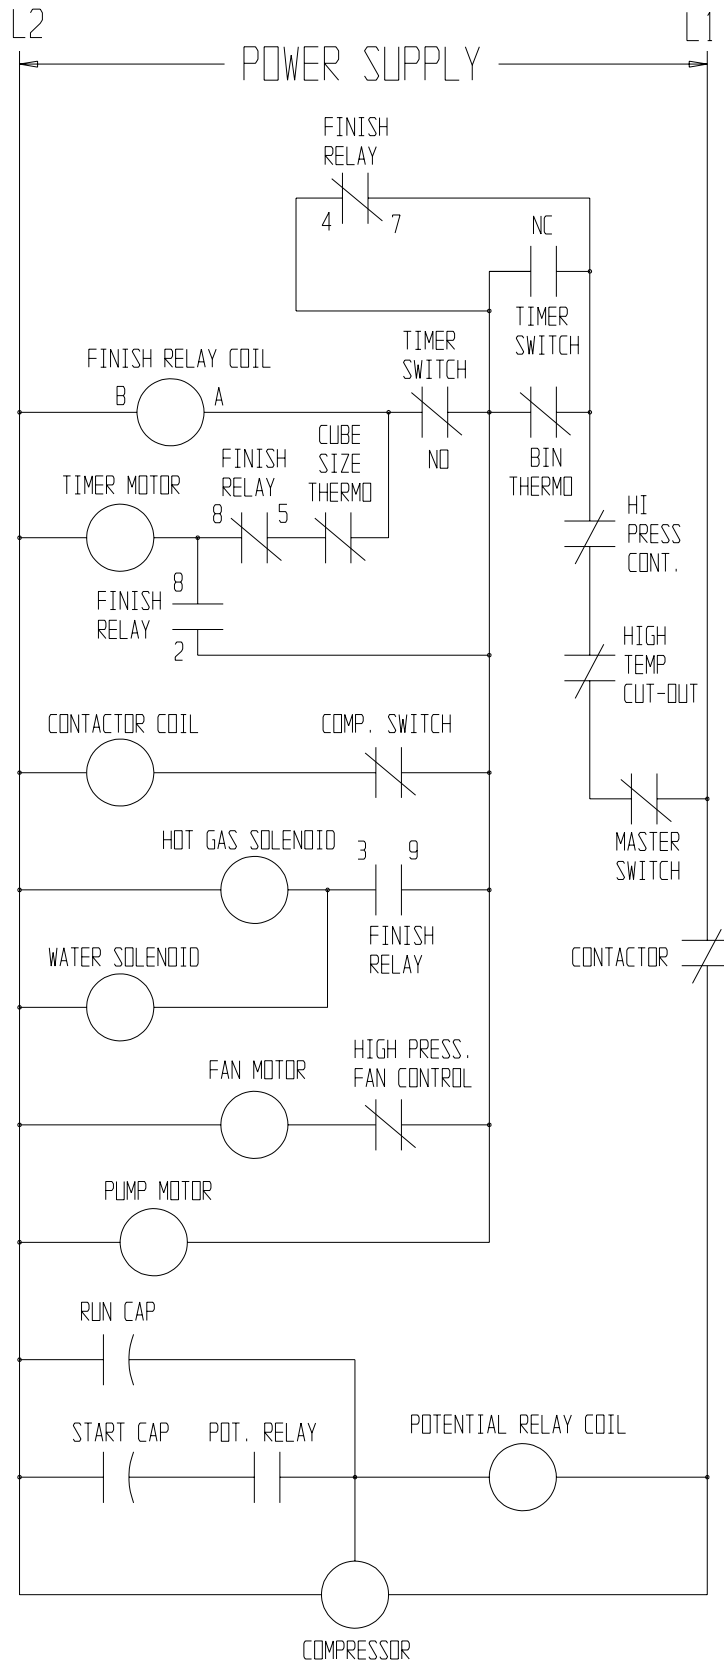 L2
L1
POWER SUPPLY
FINISH
RELAY
4
7
NC
TIMER
SWITCH
TIMER
SWITCH
FINISH RELAY COIL
B
A
NO
CUBE
SIZE
THERMO
BIN
THERMO
FINISH
RELAY
8
5
TIMER MOTOR
HI
PRESS
CONT.
8
FINISH
RELAY
2
HIGH
TEMP
CUT-OUT
CONTACTOR COIL
COMP. SWITCH
MASTER
SWITCH
HOT GAS SOLENOID
3
9
FINISH
RELAY
WATER SOLENOID
CONTACTOR
FAN MOTOR
HIGH PRESS.
FAN CONTROL
PUMP MOTOR
RUN CAP
START CAP
POT. RELAY
POTENTIAL RELAY COIL
COMPRESSOR